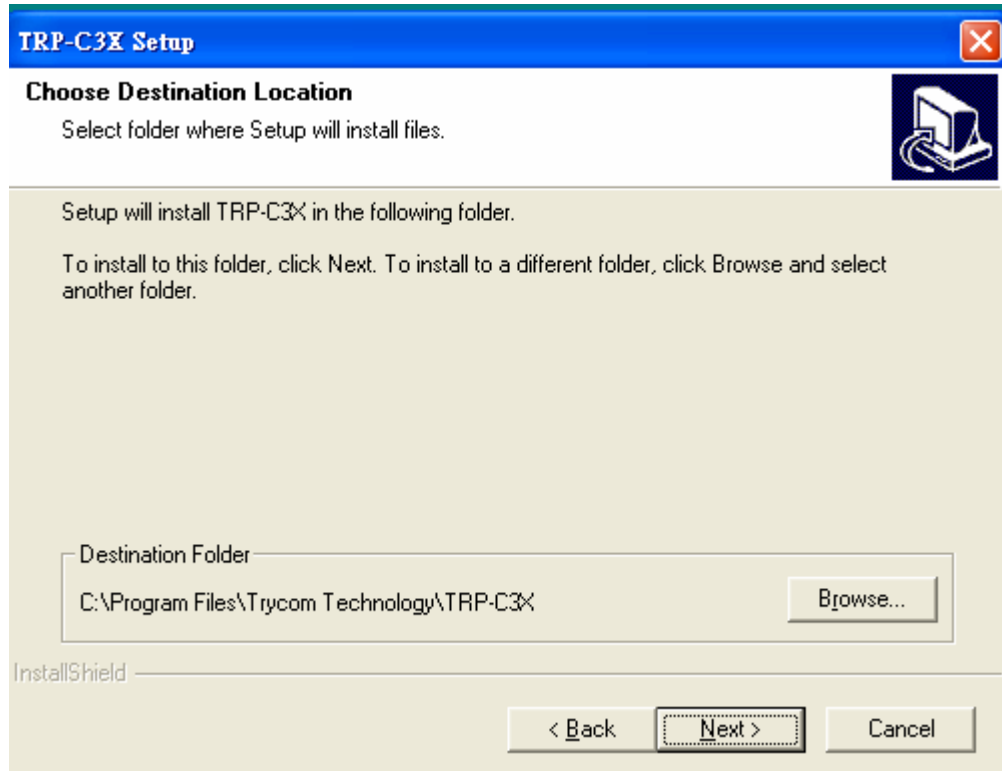 TRP-C3X Setup
Choose Destination Location
Select folder where Setup will install files.
Setup will install TRP-C3X in the following folder.
To install to this folder, click Next. To install to a different folder, click Browse and select
another folder.
Destination Folder
C:\Program Files\Trycom Technology\TRP-C3X
Browse...
InstallShield
< Back
Next >
Cancel